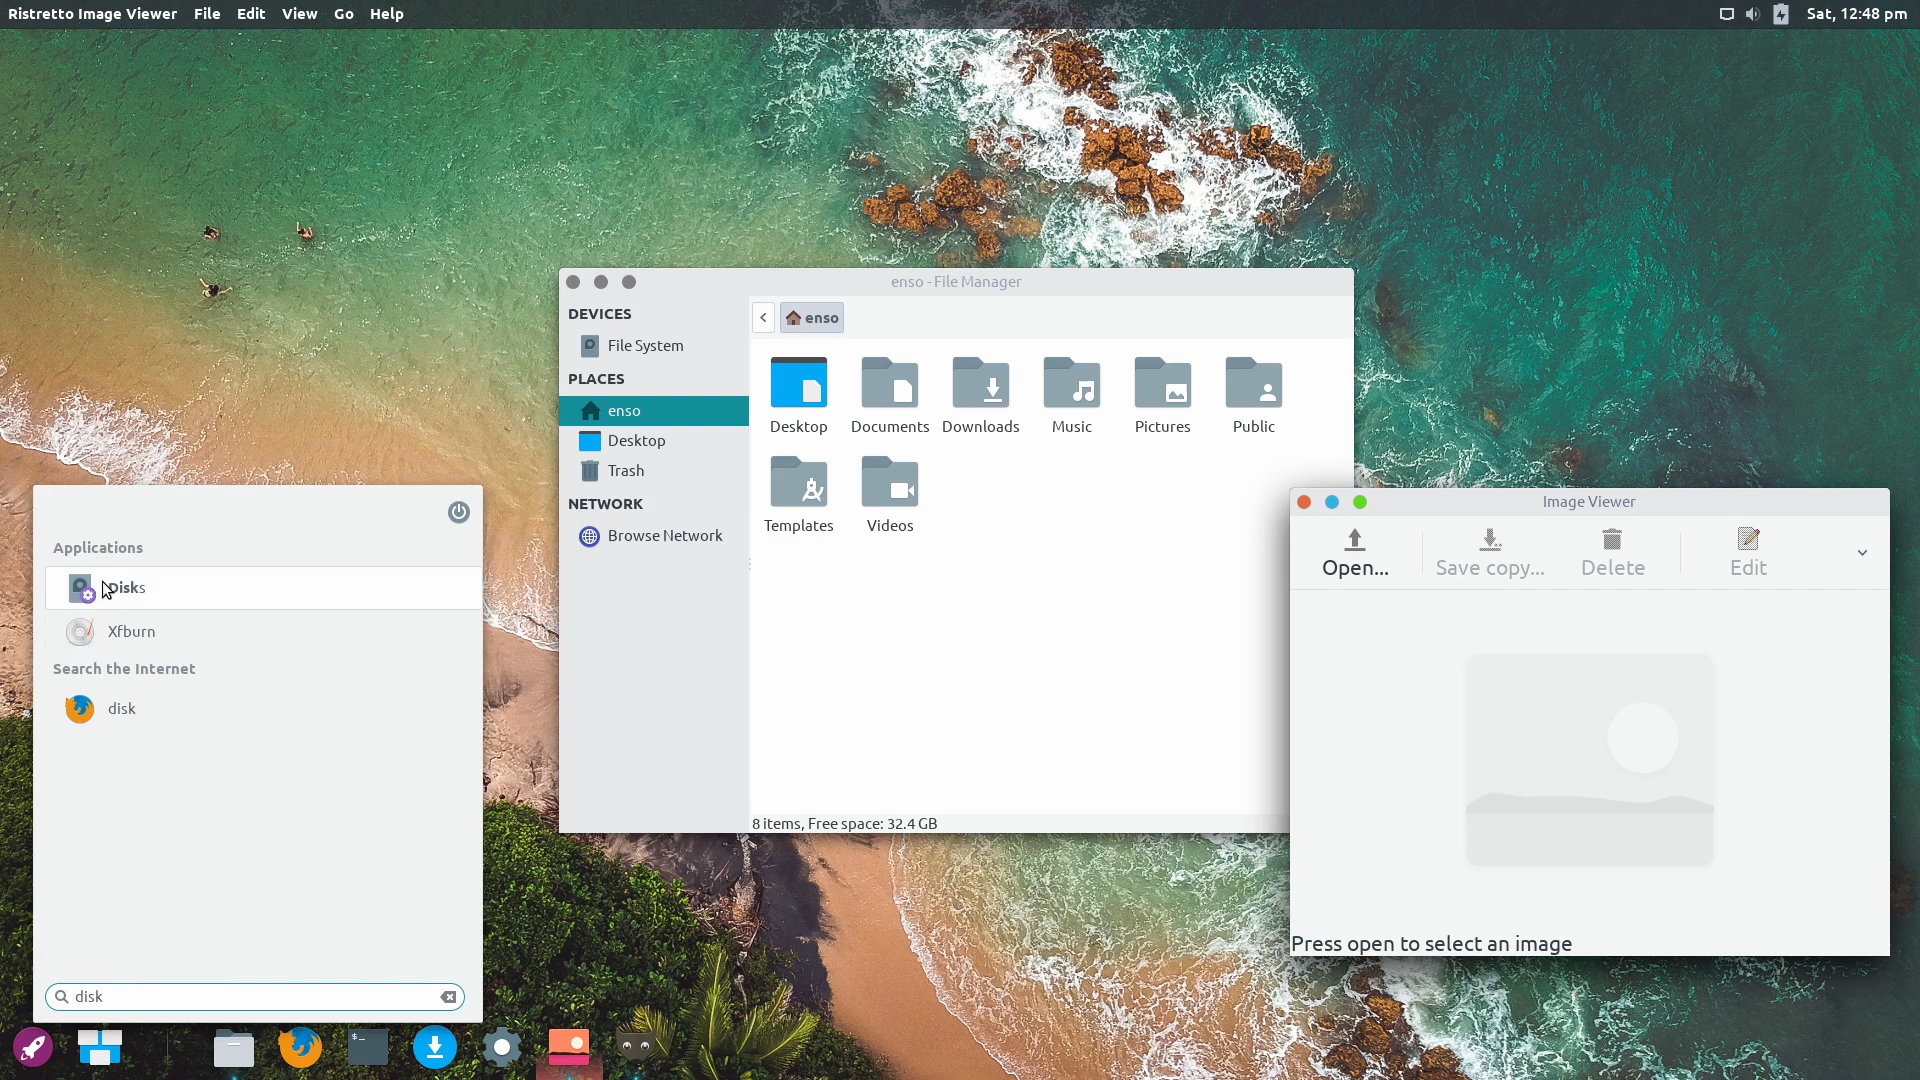 Ristretto Image Viewer File Edit View Go Help
Sat, 12:48 pm
enso - File Manager
DEVICES
File System
PLACES
enso
Desktop
Trash
NETWORK
Browse Network
enso
Desktop Documents Downloads Music Pictures Public
Templates Videos
8 items, Free space: 32.4 GB
Applications
Disks
Xfburn
Search the Internet
disk
disk
Image Viewer
Open... Save copy... Delete Edit
Press open to select an image